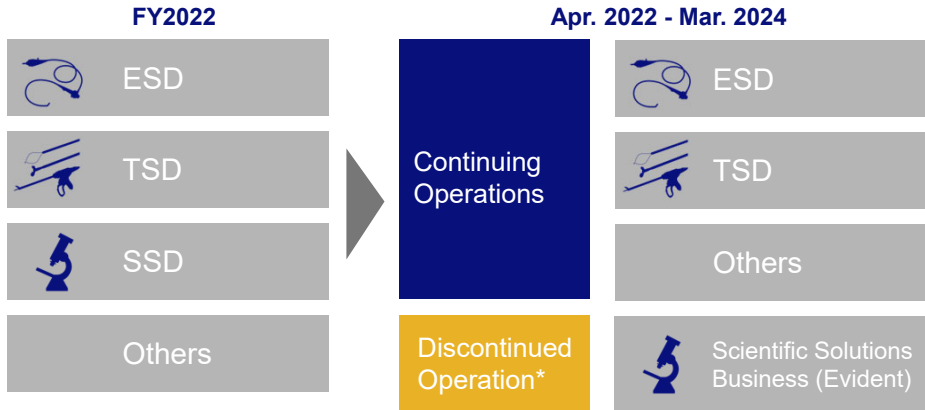 FY2022
ESD
TSD
SSD
Others
Apr. 2022 - Mar. 2024
Continuing
Operations
Discontinued
Operation*
ESD
TSD
Others
Scientific Solutions
Business (Evident)